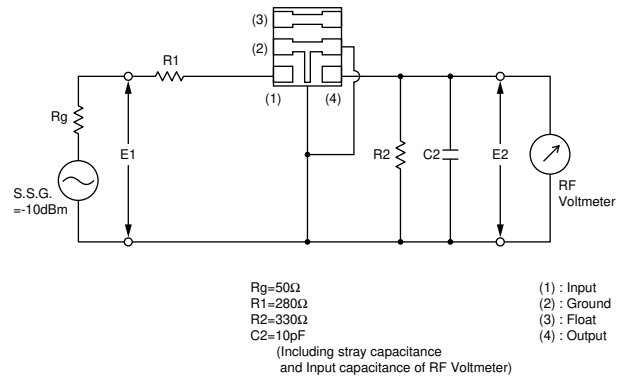 (3)
(2)
R1
(1)
(4)
Rg
E1
R2
C2
E2
S.S.G.
=-10dBm
RF
Voltmeter
Rg=50Ω
R1=280Ω
R2=330Ω
C2=10pF
(Including stray capacitance
and Input capacitance of RF Voltmeter)
(1) : Input
(2) : Ground
(3) : Float
(4) : Output